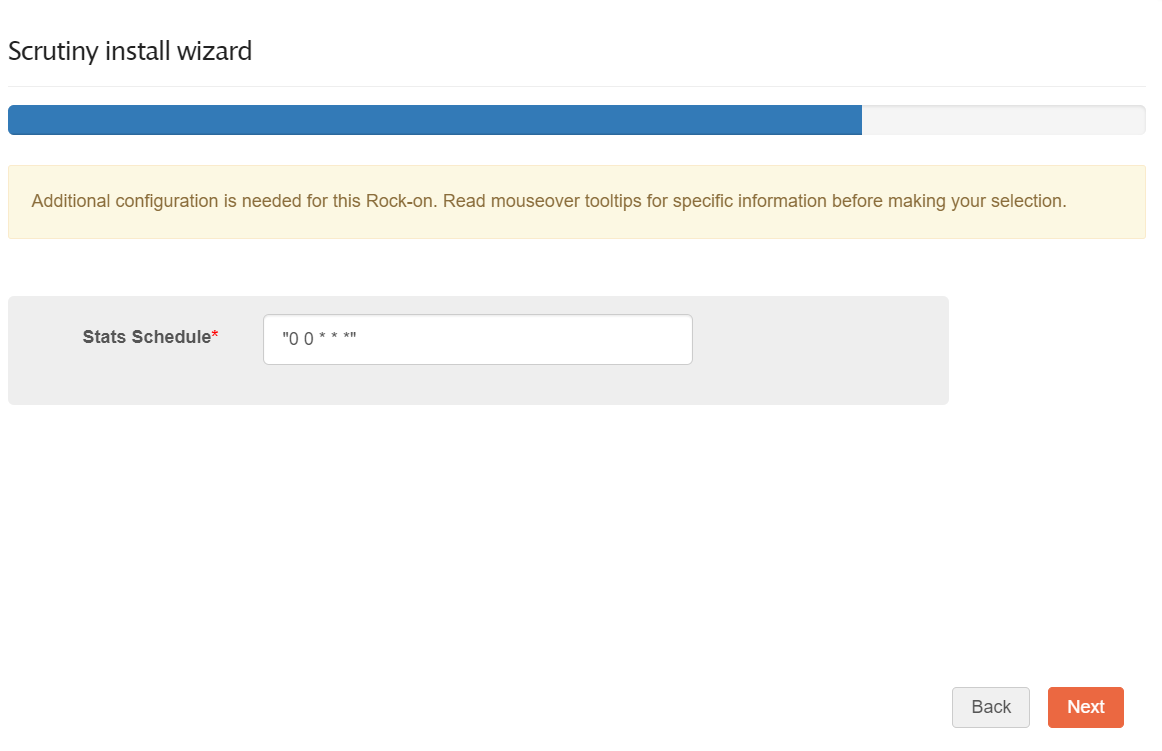 Scrutiny install wizard
Additional configuration is needed for this Rock-on. Read mouseover tooltips for specific information before making your selection.
Stats Schedule*
"0 0 * * *"
Back
Next